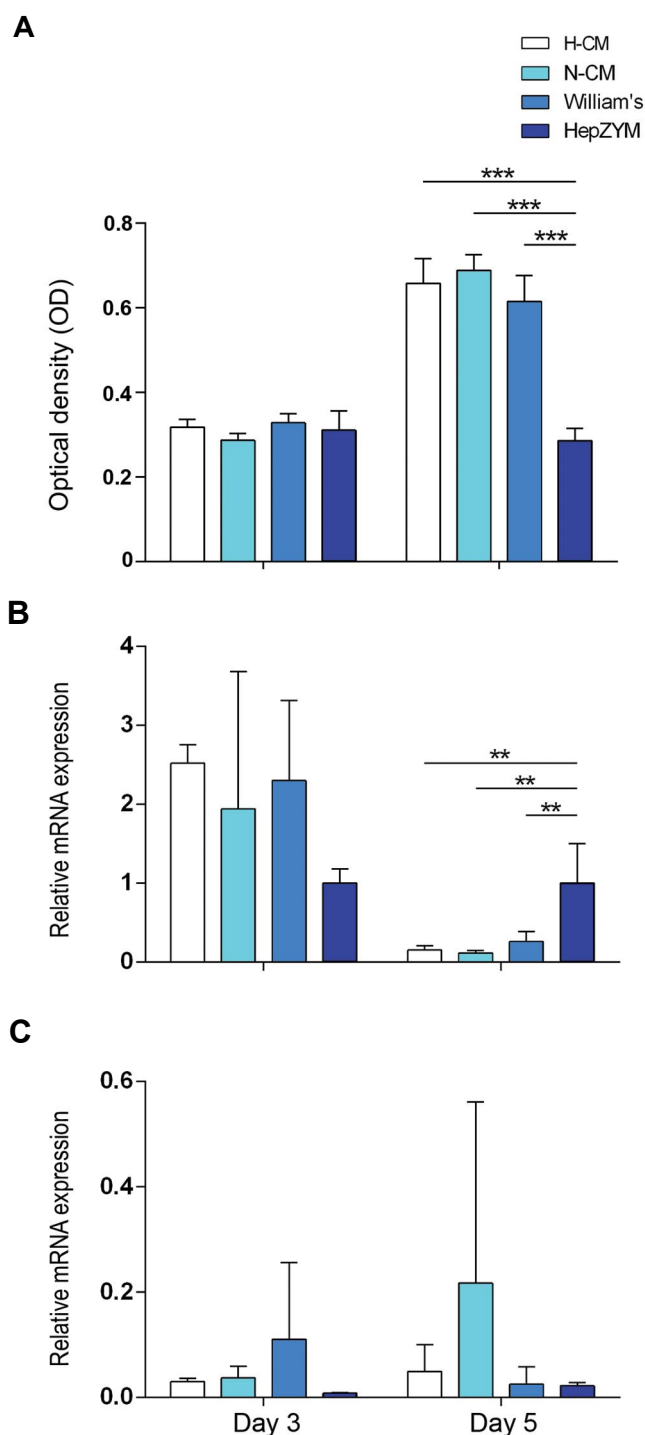 A
H-CM
N-CM
William's
HepZYM
***
***
***
Optical density (OD)
0.8
0.6
0.4
0.2
0
B
Relative mRNA expression
4
3
2
1
0
**
**
**
C
Relative mRNA expression
0.6
0.4
0.2
0.0
Day 3 Day 5